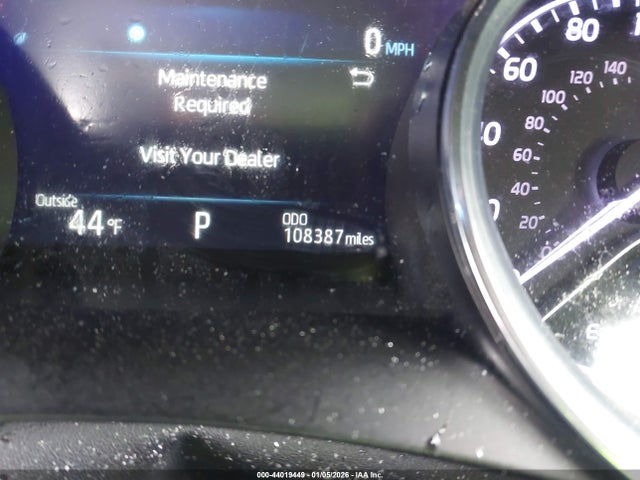 0 MPH
Maintenance
Required
Visit Your Dealer
Outside
44 °F
P
ODO
108387 miles
80
60
140
120
100
80
60
40
20
000-44019449 - 01/05/2026 - IAA Inc.